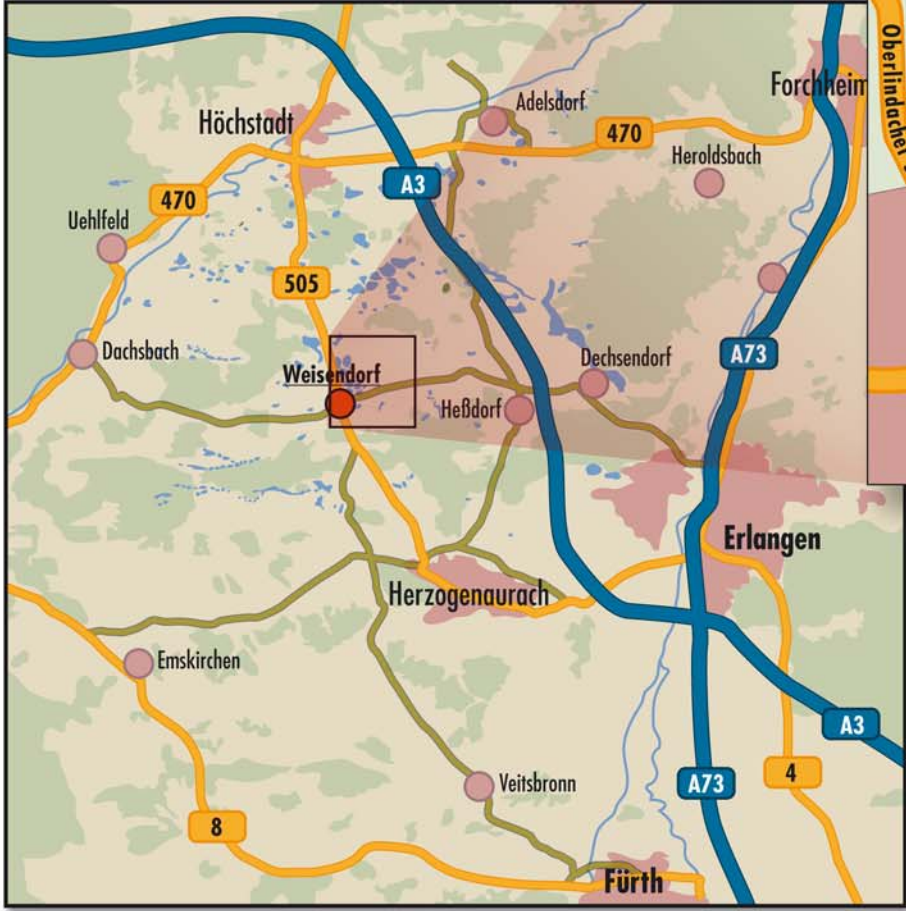 Oberlindacher
Forchheim
Adelsdorf
Höchstadt
470
Heroldsbach
A3
470
Uehlfeld
505
Dachsbach
A73
Dechsendorf
Weisendorf
Heßdorf
Erlangen
Herzogenaurach
Emskirchen
A3
Veitsbronn
A73
4
8
Fürth